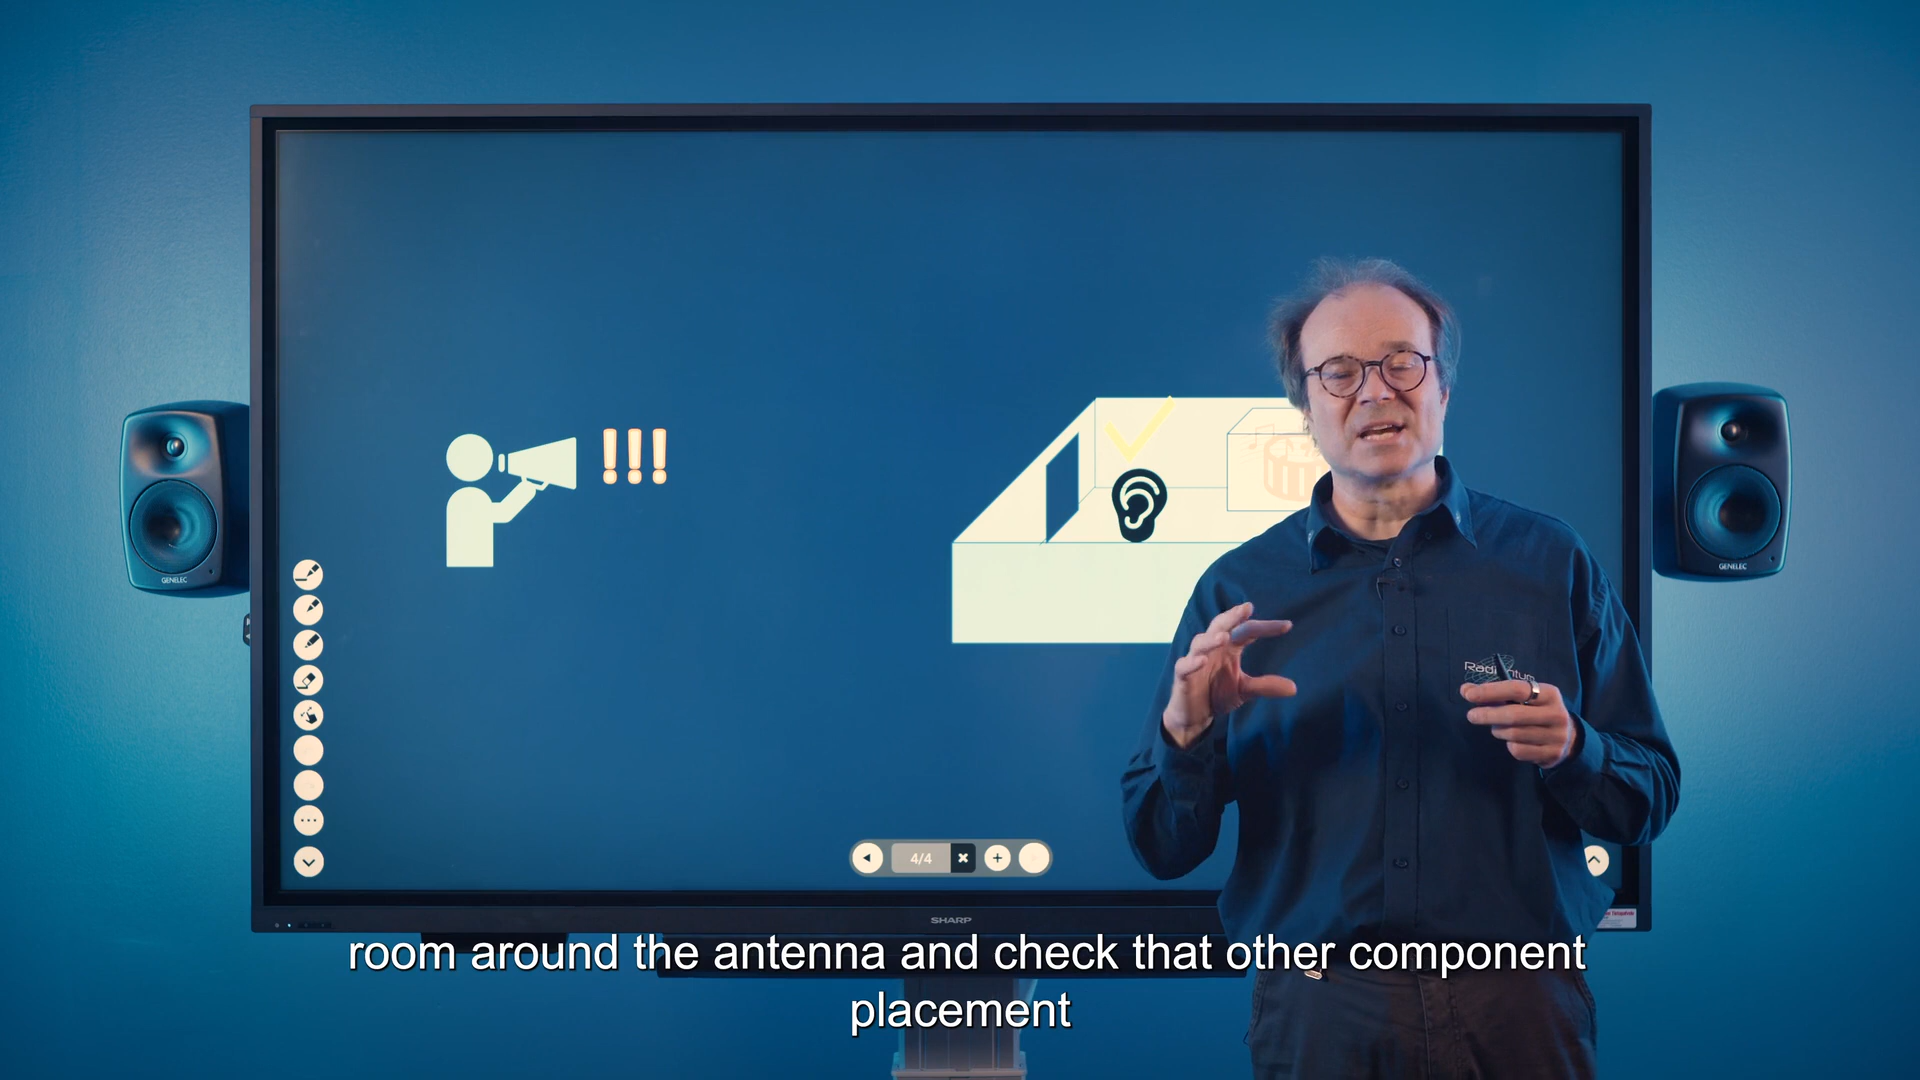 !!!
GENELEC
GENELEC
4/4
SHARP
room around the antenna and check that other component
placement